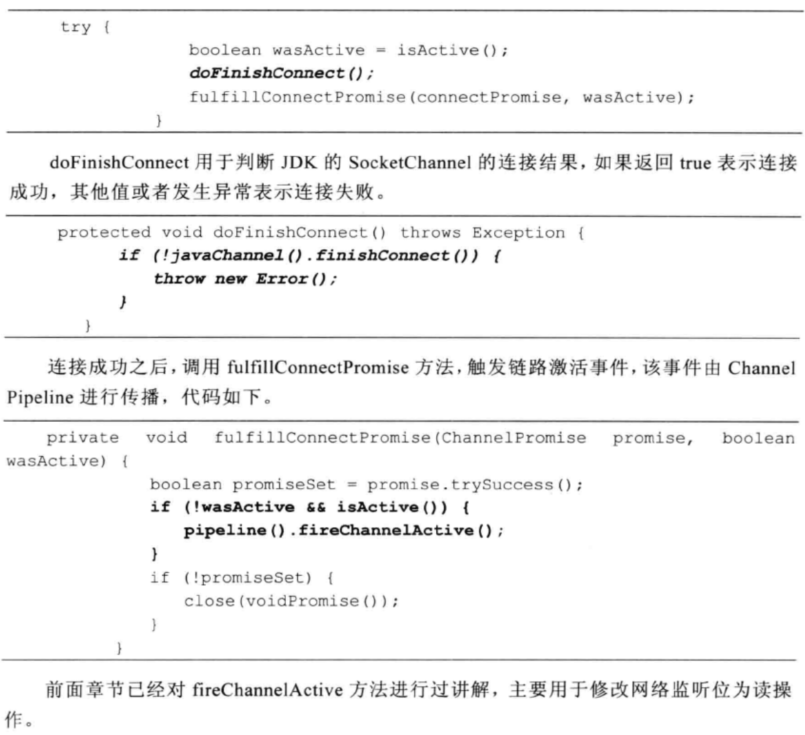 try {
boolean wasActive = isActive();
doFinishConnect();
fulfillConnectPromise(connectPromise, wasActive);
}
doFinishConnect 用于判断 JDK 的 SocketChannel 的连接结果，如果返回 true 表示连接
成功，其他值或者发生异常表示连接失败。
protected void doFinishConnect() throws Exception {
if (!javaChannel().finishConnect()) {
throw new Error();
}
}
连接成功之后，调用 fulfillConnectPromise 方法，触发链路激活事件，该事件由 Channel
Pipeline 进行传播，代码如下。
private void fulfillConnectPromise(ChannelPromise promise, boolean
wasActive) {
boolean promiseSet = promise.trySuccess();
if (!wasActive && isActive()) {
pipeline().fireChannelActive();
}
if (!promiseSet) {
close(voidPromise());
}
}
前面章节已经对 fireChannelActive 方法进行过讲解，主要用于修改网络监听位为读操
作。